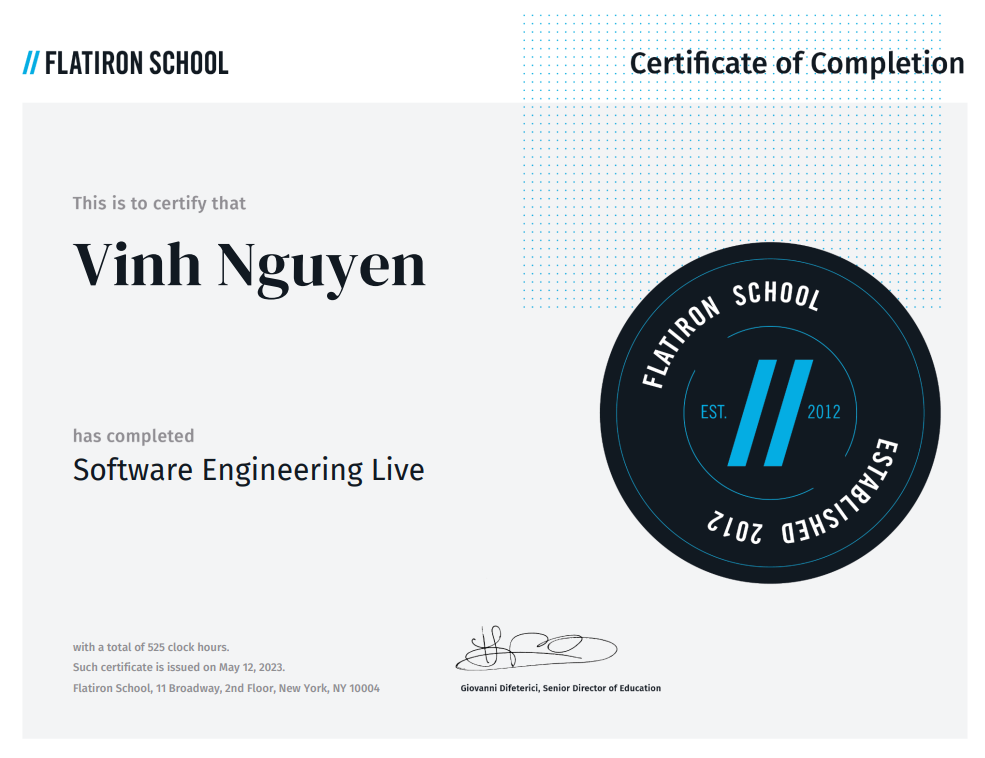 // FLATIRON SCHOOL
Certificate of Completion
This is to certify that
Vinh Nguyen
has completed
Software Engineering Live
FLATIRON SCHOOL
EST. // 2012
ESTABLISHED 2012
with a total of 525 clock hours.
Such certificate is issued on May 12, 2023.
Flatiron School, 11 Broadway, 2nd Floor, New York, NY 10004
Giovanni Difeterici, Senior Director of Education